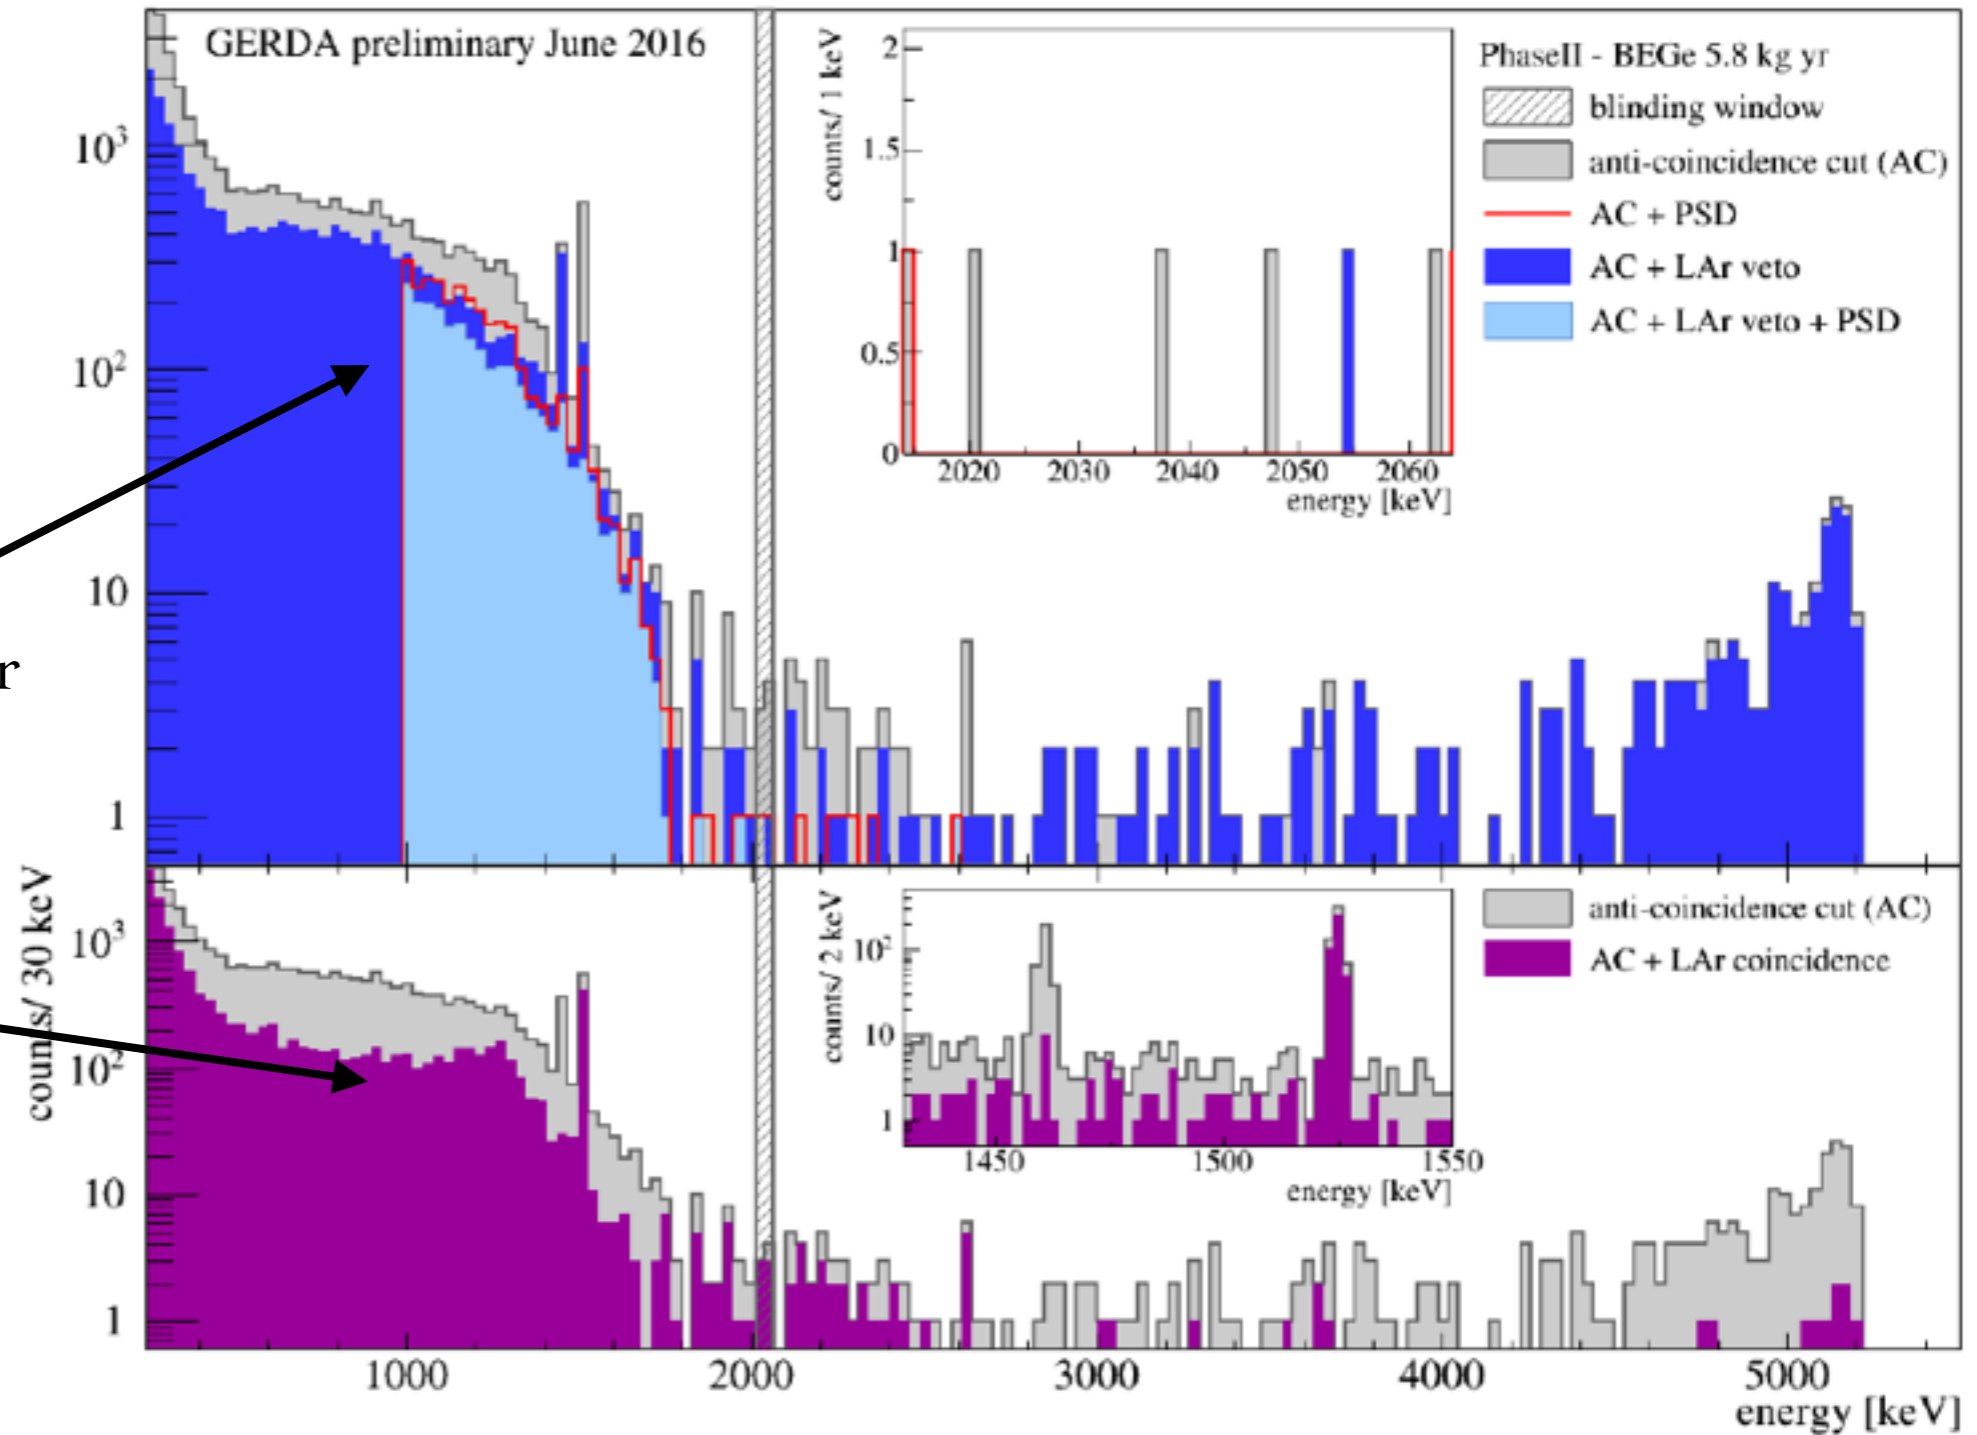 GERDA preliminary June 2016
10³
10²
10
1
counts/ 1 keV
2
1.5
1
0.5
0
2020 2030 2040 2050 2060
energy [keV]
PhaseII - BEGe 5.8 kg yr
blinding window
anti-coincidence cut (AC)
AC + PSD
AC + LAr veto
AC + LAr veto + PSD
r
counts/ 30 keV
10³
10²
10
1
counts/ 2 keV
10²
10
1
1450 1500 1550
energy [keV]
anti-coincidence cut (AC)
AC + LAr coincidence
1000 2000 3000 4000 5000
energy [keV]